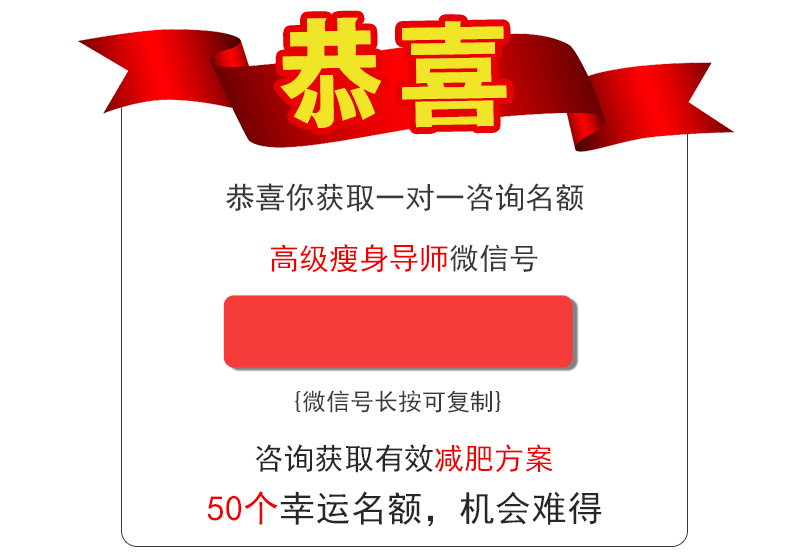 恭喜
恭喜你获取一对一咨询名额
高级瘦身导师微信号
{微信号长按可复制}
咨询获取有效减肥方案
50个幸运名额，机会难得